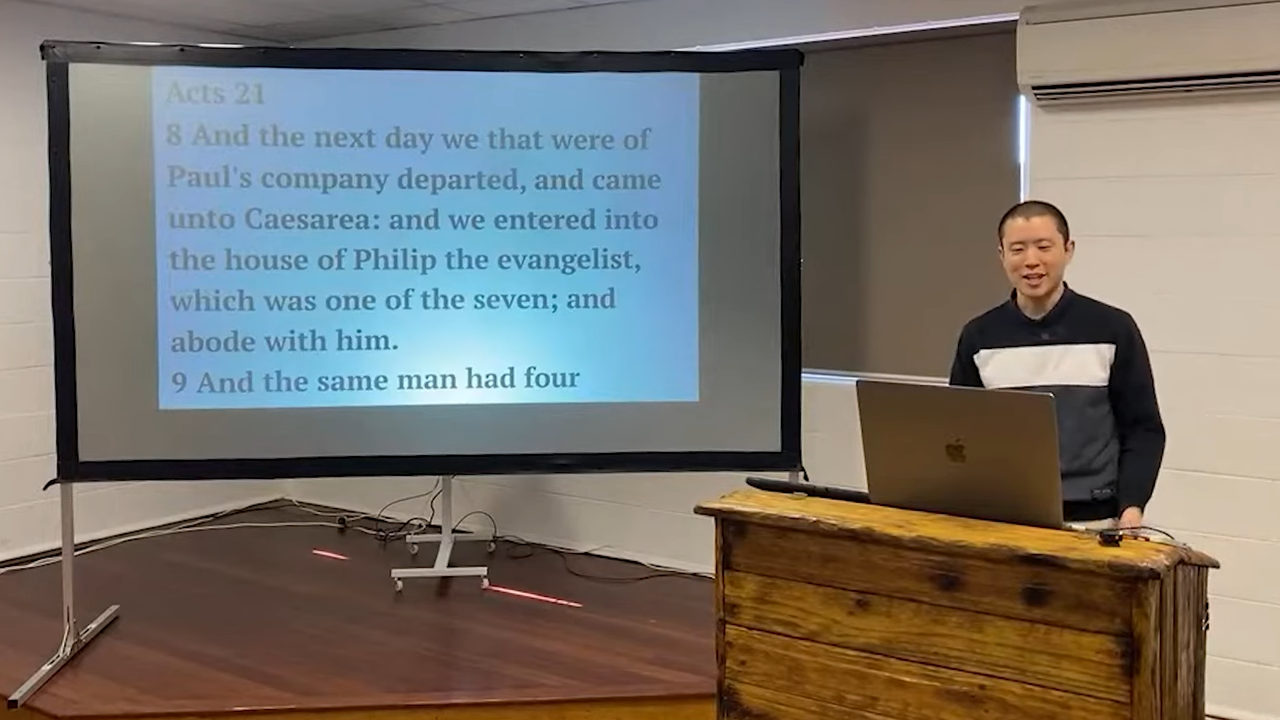 Acts 21
8 And the next day we that were of
Paul's company departed, and came
unto Caesarea: and we entered into
the house of Philip the evangelist,
which was one of the seven; and
abode with him.
9 And the same man had four